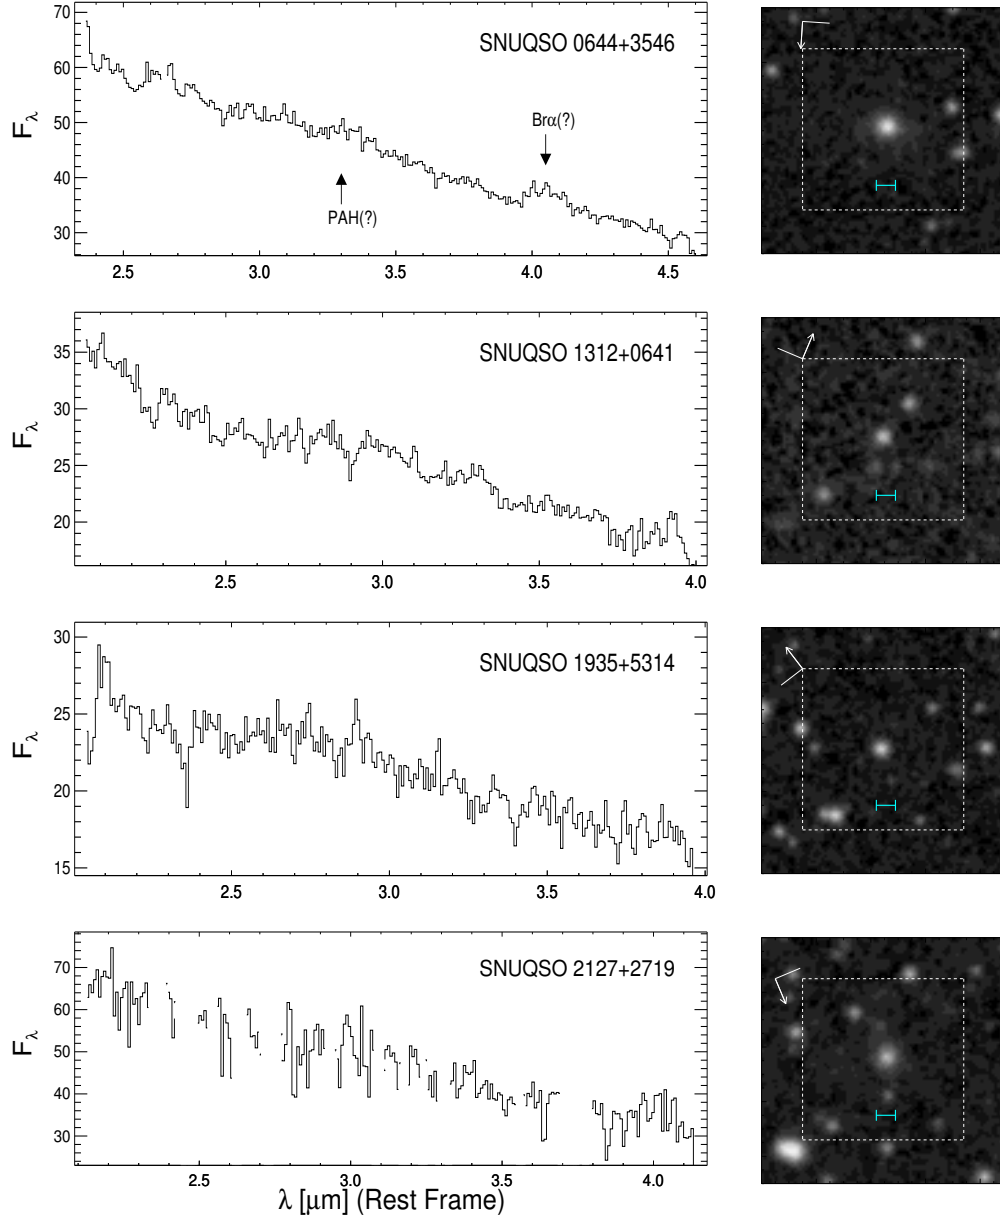 SNUQSO 0644+3546
70
60
50
40
30
F_λ
Brα(?)
PAH(?)
2.5 3.0 3.5 4.0 4.5
SNUQSO 1312+0641
35
30
25
20
F_λ
2.5 3.0 3.5 4.0
SNUQSO 1935+5314
30
25
20
15
F_λ
2.5 3.0 3.5 4.0
SNUQSO 2127+2719
70
60
50
40
30
F_λ
2.5 3.0 3.5 4.0
λ [μm] (Rest Frame)